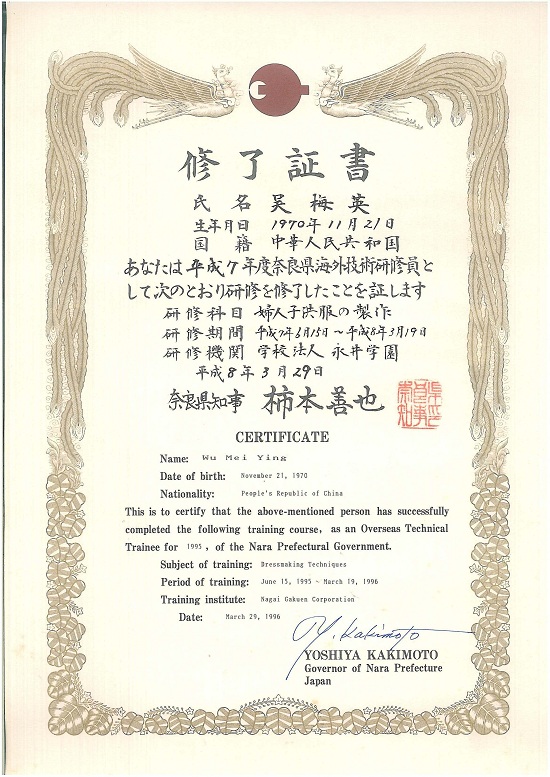 修了証書
氏名 吴梅英
生年月日 1970年11月21日
国籍 中華人民共和国
あなたは平成7年度奈良県海外技術研修員と
して次のとおり研修を修了したことを証します
研修科目 婦人子供服の製作
研修期間 平成7年6月15日~平成8年3月19日
研修機関 学校法人 永井学園
平成8年3月29日
奈良県知事 柿本善也
CERTIFICATE
Name: Wu Mei Ying
Date of birth: November 21, 1970
Nationality: People's Republic of China
This is to certify that the above-mentioned person has successfully
completed the following training course, as an Overseas Technical
Trainee for 1995, of the Nara Prefectural Government.
Subject of training: Dressmaking Techniques
Period of training: June 15, 1995 ~ March 19, 1996
Training institute: Nagai Gakuen Corporation
Date: March 29, 1996
Y. Kakimoto
YOSHIYA KAKIMOTO
Governor of Nara Prefecture
Japan